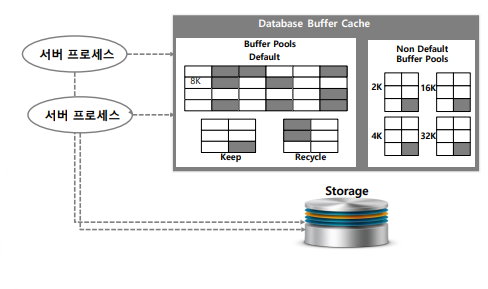 Database Buffer Cache
Buffer Pools
Default
8K
Keep
Recycle
Non Default
Buffer Pools
2K
16K
4K
32K
서버 프로세스
서버 프로세스
Storage